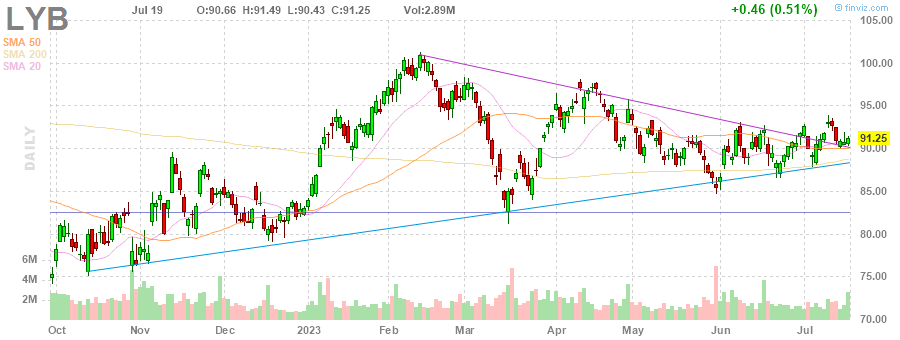 LYB Jul 19 O:90.66 H:91.49 L:90.43 C:91.25 Vol:2.89M +0.46 (0.51%) finviz.com
SMA 50
SMA 200
SMA 20
DAILY
105.00
100.00
95.00
91.25
90.00
85.00
80.00
75.00
70.00
6M
4M
2M
Oct Nov Dec 2023 Feb Mar Apr May Jun Jul